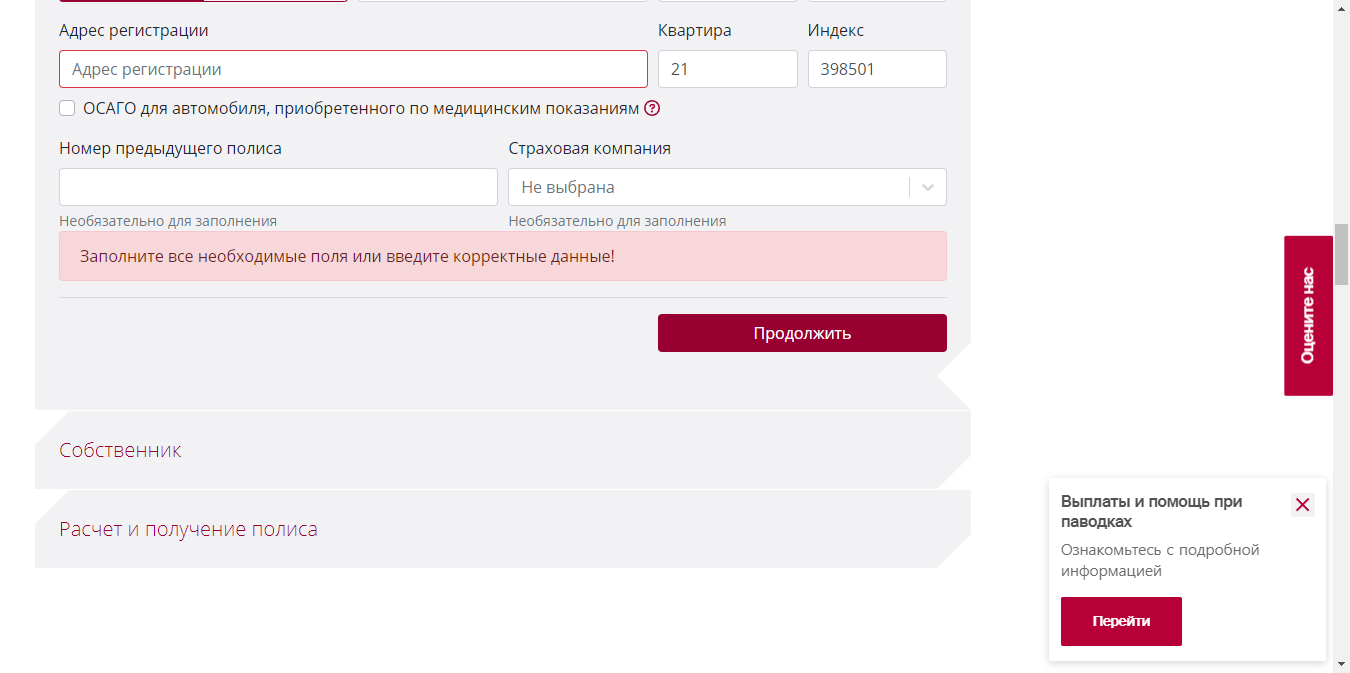 Адрес регистрации
Квартира
Индекс
Адрес регистрации
21
398501
ОСАГО для автомобиля, приобретенного по медицинским показаниям ?
Номер предыдущего полиса
Страховая компания
Не выбрана
Необязательно для заполнения
Необязательно для заполнения
Заполните все необходимые поля или введите корректные данные!
Продолжить
Собственник
Расчет и получение полиса
Оцените нас
Выплаты и помощь при
паводках
Ознакомьтесь с подробной
информацией
Перейти